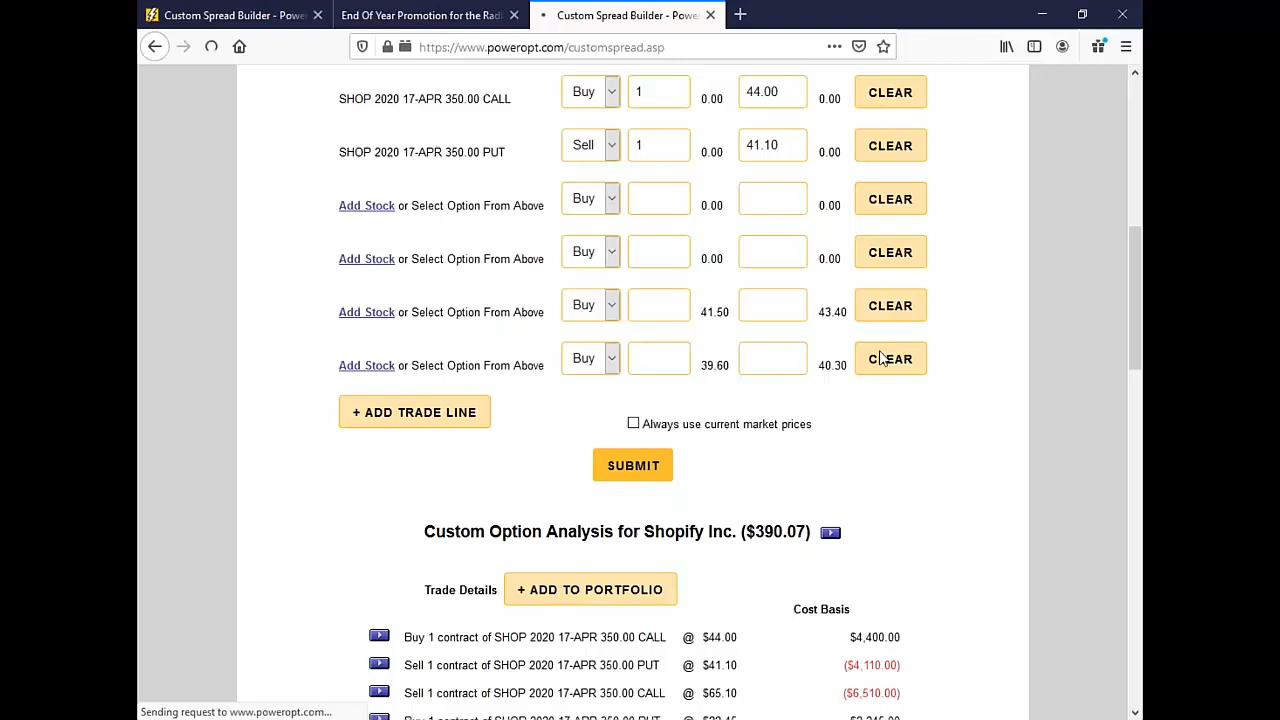 Custom Spread Builder - Powe
End Of Year Promotion for the Radi
Custom Spread Builder - Powe
https://www.poweropt.com/customspread.asp
SHOP 2020 17-APR 350.00 CALL Buy 1 0.00 44.00 0.00 CLEAR
SHOP 2020 17-APR 350.00 PUT Sell 1 0.00 41.10 0.00 CLEAR
Add Stock or Select Option From Above Buy 0.00 0.00 CLEAR
Add Stock or Select Option From Above Buy 0.00 0.00 CLEAR
Add Stock or Select Option From Above Buy 41.50 43.40 CLEAR
Add Stock or Select Option From Above Buy 39.60 40.30 CLEAR
+ ADD TRADE LINE
Always use current market prices
SUBMIT
Custom Option Analysis for Shopify Inc. ($390.07)
Trade Details + ADD TO PORTFOLIO
Cost Basis
Buy 1 contract of SHOP 2020 17-APR 350.00 CALL @ $44.00 $4,400.00
Sell 1 contract of SHOP 2020 17-APR 350.00 PUT @ $41.10 ($4,110.00)
Sell 1 contract of SHOP 2020 17-APR 350.00 CALL @ $65.10 ($6,510.00)
Sending request to www.poweropt.com...